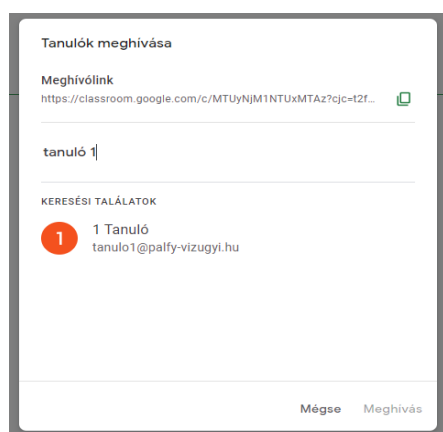 Tanulók meghívása
Meghívólink
https://classroom.google.com/c/MTUyNjM1NTUxMTAz?cjc=t2f...
tanuló 1
KERESÉSI TALÁLATOK
1
1 Tanuló
tanulo1@palfy-vizugyi.hu
Mégse Meghívás